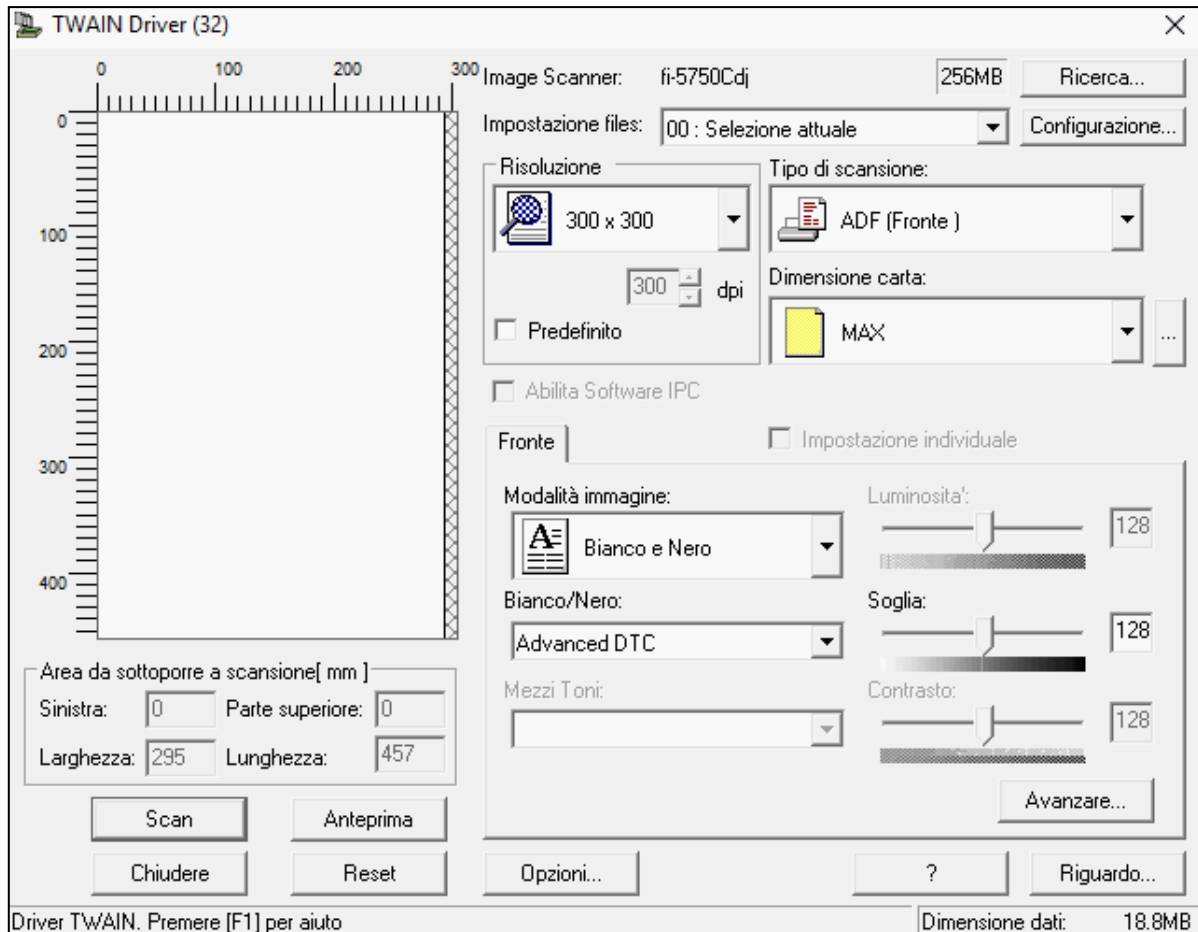 TWAIN Driver (32)
0 100 200 300
0
100
200
300
400
Image Scanner: fi-5750Cdj 256MB Ricerca...
Impostazione files: 00 : Selezione attuale Configurazione...
Risoluzione
300 x 300
300 dpi
Predefinito
Tipo di scansione:
ADF (Fronte )
Dimensione carta:
MAX ...
Abilita Software IPC
Fronte
Impostazione individuale
Modalità immagine:
Bianco e Nero
Bianco/Nero:
Advanced DTC
Mezzi Toni:
Luminosita':
128
Soglia:
128
Contrasto:
128
Avanzare...
Area da sottoporre a scansione[ mm ]
Sinistra: 0 Parte superiore: 0
Larghezza: 295 Lunghezza: 457
Scan Anteprima
Chiudere Reset Opzioni... ? Riguardo...
Driver TWAIN. Premere [F1] per aiuto Dimensione dati: 18.8MB